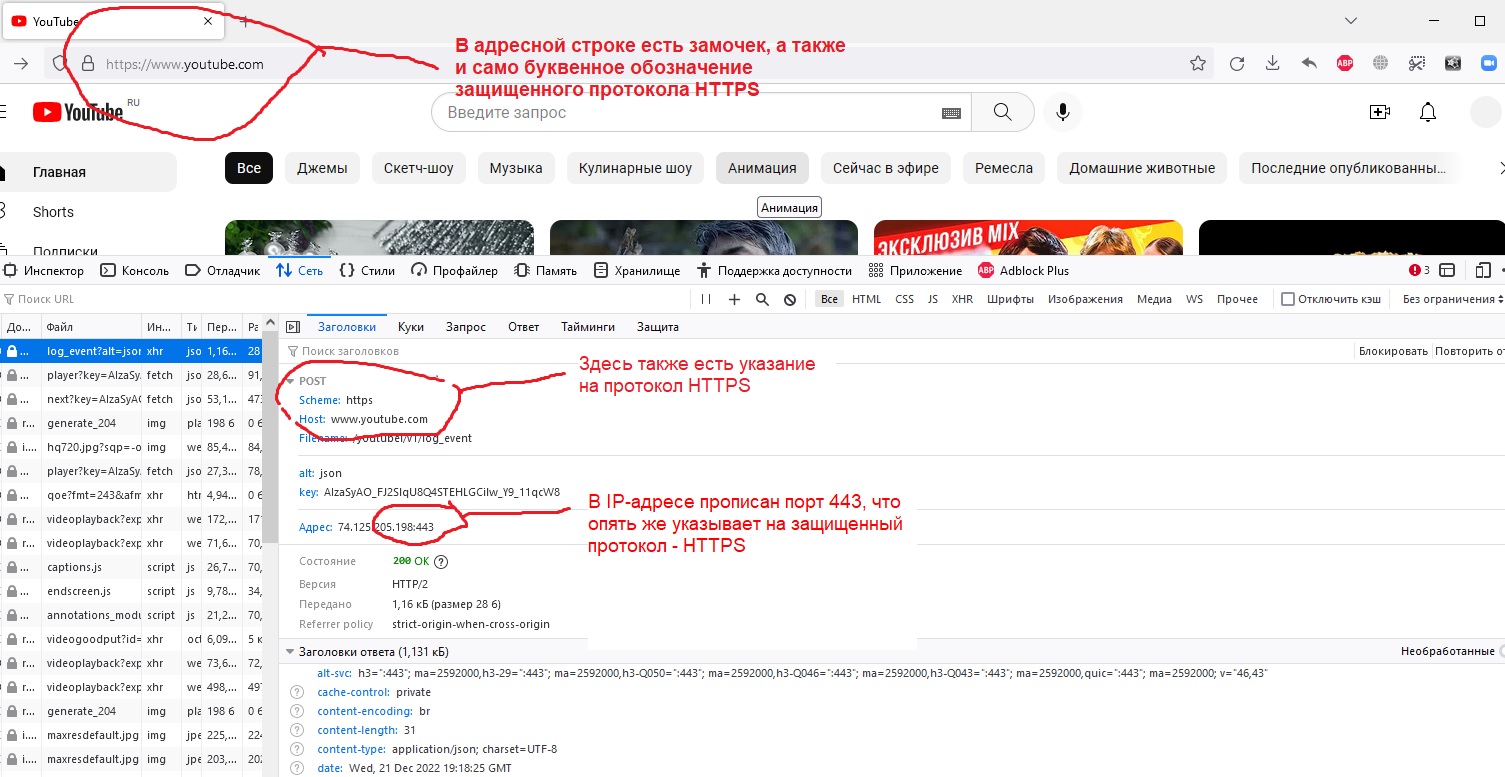 YouTube
https://www.youtube.com
ABP
В адресной строке есть замочек, а также
и само буквенное обозначение
защищенного протокола HTTPS
YouTube RU
Введите запрос
Главная
Shorts
Подписки
Все Джемы Скетч-шоу Музыка Кулинарные шоу Анимация Сейчас в эфире Ремесла Домашние животные Последние опубликованны...
Анимация
ЭКСКЛЮЗИВ MIX
Инспектор Консоль Отладчик Сеть Стили Профайлер Память Хранилище Поддержка доступности Приложение ABP Adblock Plus 3
Поиск URL
Все HTML CSS JS XHR Шрифты Изображения Медиа WS Прочее Отключить кэш Без ограничения
До... Файл Ин... Ти Пер... Ра
... log_event?alt=json xhr jso 1,16... 28
... player?key=AIzaSy fetch jso 28,6... 91,
... next?key=AIzaSyAO fetch jso 53,1... 473
r... generate_204 img pla 198 б 0 б
i... hq720.jpg?sqp=-o img we 85,4... 84,
... player?key=AIzaSy fetch jso 27,3... 78,
... qoe?fmt=243&afm xhr htr 4,94... 0 б
r... videoplayback?exp xhr we 172,... 171
r... videoplayback?exp xhr we 71,6... 70,
... captions.js script js 26,7... 70,
... endscreen.js script js 9,78... 34,
... annotations_modu script js 21,2... 70,
r... videogoodput?id= xhr oct 6,09... 5 к
r... videoplayback?exp xhr we 73,6... 72,
r... videoplayback?exp xhr we 498,... 497
r... generate_204 img pla 198 б 0 б
i... maxresdefault.jpg img jpe 225,... 224
i... maxresdefault.jpg img jpe 203,... 202
Заголовки Куки Запрос Ответ Тайминги Защита
Поиск заголовков
Блокировать Повторить от
POST
Scheme: https
Host: www.youtube.com
Filename: /youtubei/v1/log_event
Здесь также есть указание
на протокол HTTPS
alt: json
key: AIzaSyAO_FJ2SlqU8Q4STEHLGCilw_Y9_11qcW8
Адрес: 74.125.205.198:443
В IP-адресе прописан порт 443, что
опять же указывает на защищенный
протокол - HTTPS
Состояние 200 OK
Версия HTTP/2
Передано 1,16 кБ (размер 28 б)
Referrer policy strict-origin-when-cross-origin
Заголовки ответа (1,131 кБ)
Необработанные
alt-svc: h3=":443"; ma=2592000,h3-29=":443"; ma=2592000,h3-Q050=":443"; ma=2592000,h3-Q046=":443"; ma=2592000,h3-Q043=":443"; ma=2592000,quic=":443"; ma=2592000; v="46,43"
cache-control: private
content-encoding: br
content-length: 31
content-type: application/json; charset=UTF-8
date: Wed, 21 Dec 2022 19:18:25 GMT